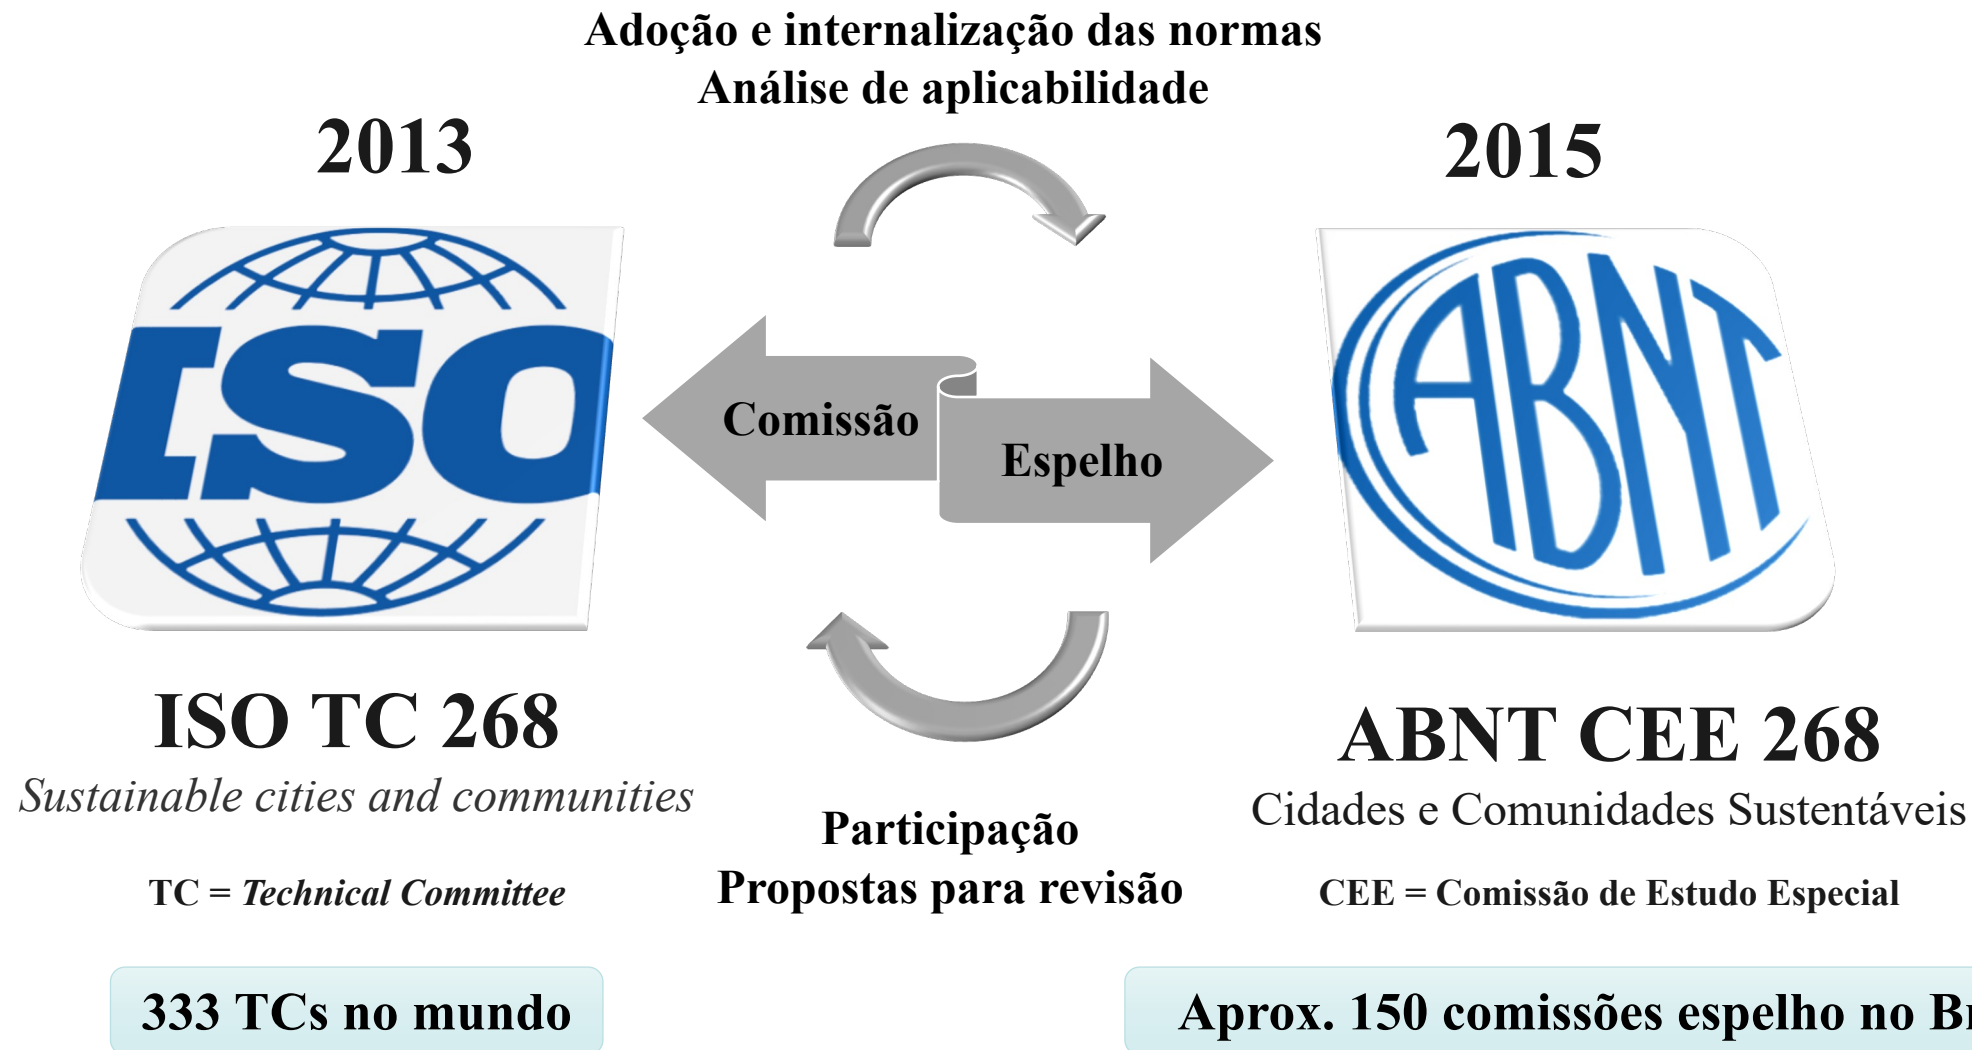 Adoção e internalização das normas
Análise de aplicabilidade
2013
2015
ISO
ABNT
Comissão
Espelho
ISO TC 268
Sustainable cities and communities
TC = Technical Committee
Participação
Propostas para revisão
ABNT CEE 268
Cidades e Comunidades Sustentáveis
CEE = Comissão de Estudo Especial
333 TCs no mundo
Aprox. 150 comissões espelho no